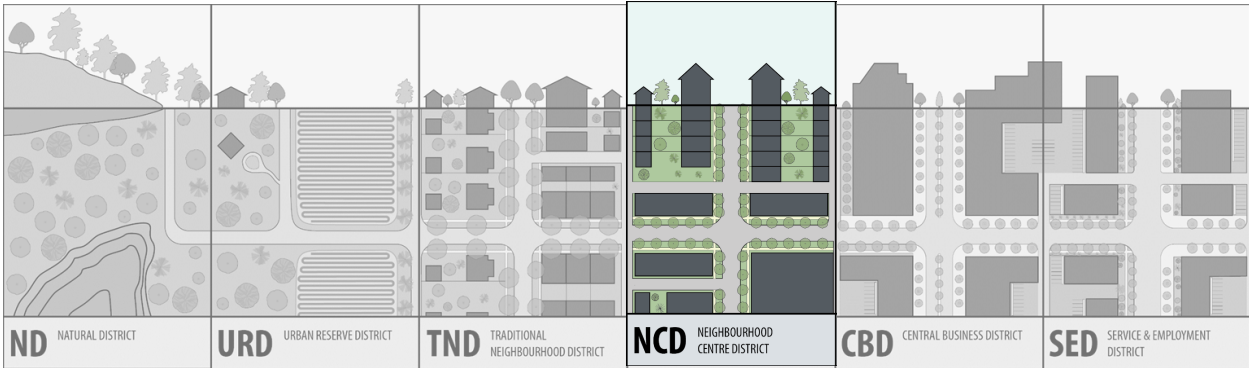 ND NATURAL DISTRICT
URD URBAN RESERVE DISTRICT
TND TRADITIONAL
NEIGHBOURHOOD DISTRICT
NCD NEIGHBOURHOOD
CENTRE DISTRICT
CBD CENTRAL BUSINESS DISTRICT
SED SERVICE & EMPLOYMENT
DISTRICT